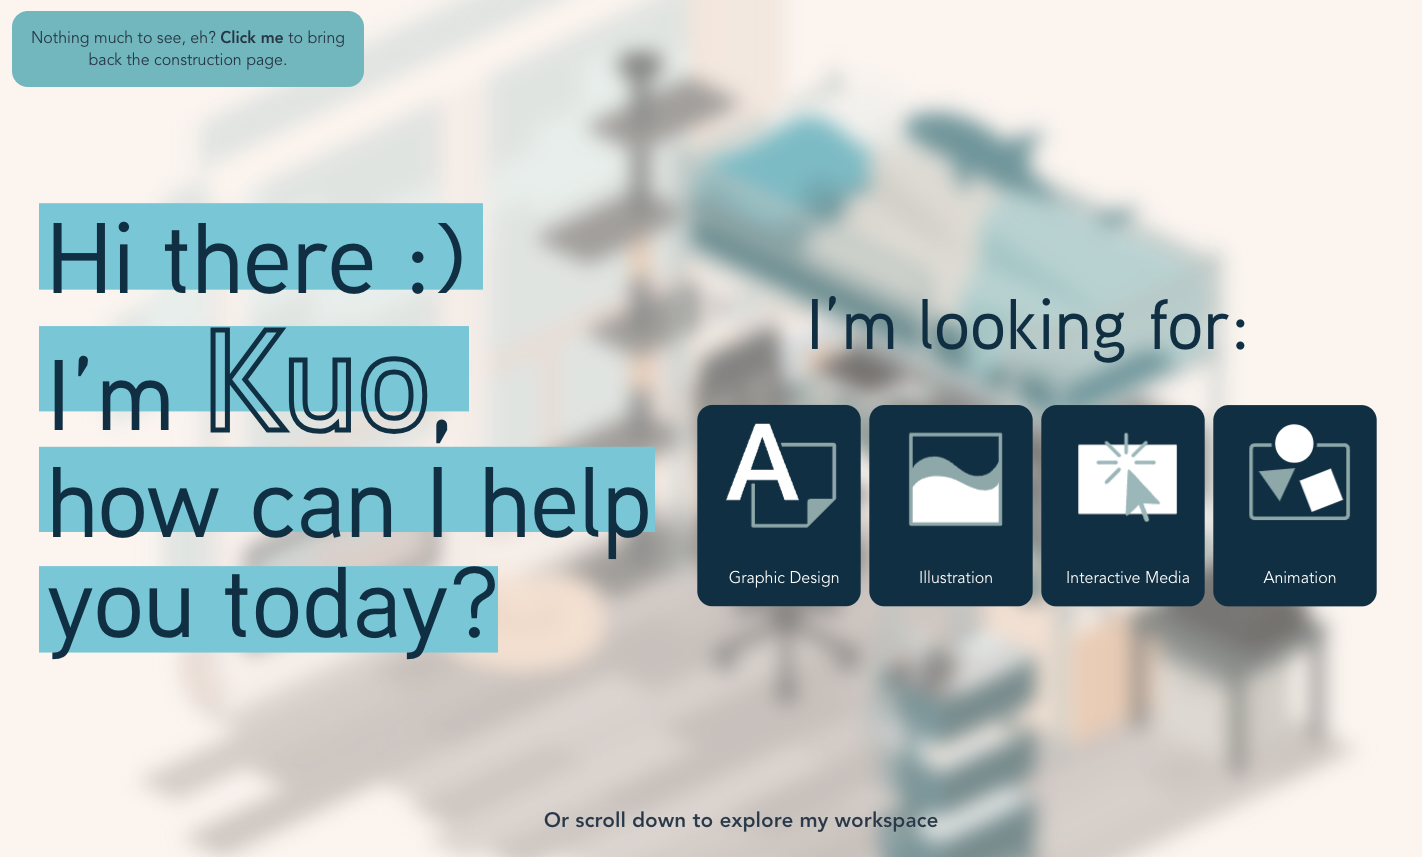 Nothing much to see, eh? Click me to bring
back the construction page.
Hi there :)
I'm Kuo,
how can I help
you today?
I'm looking for:
Graphic Design
Illustration
Interactive Media
Animation
Or scroll down to explore my workspace